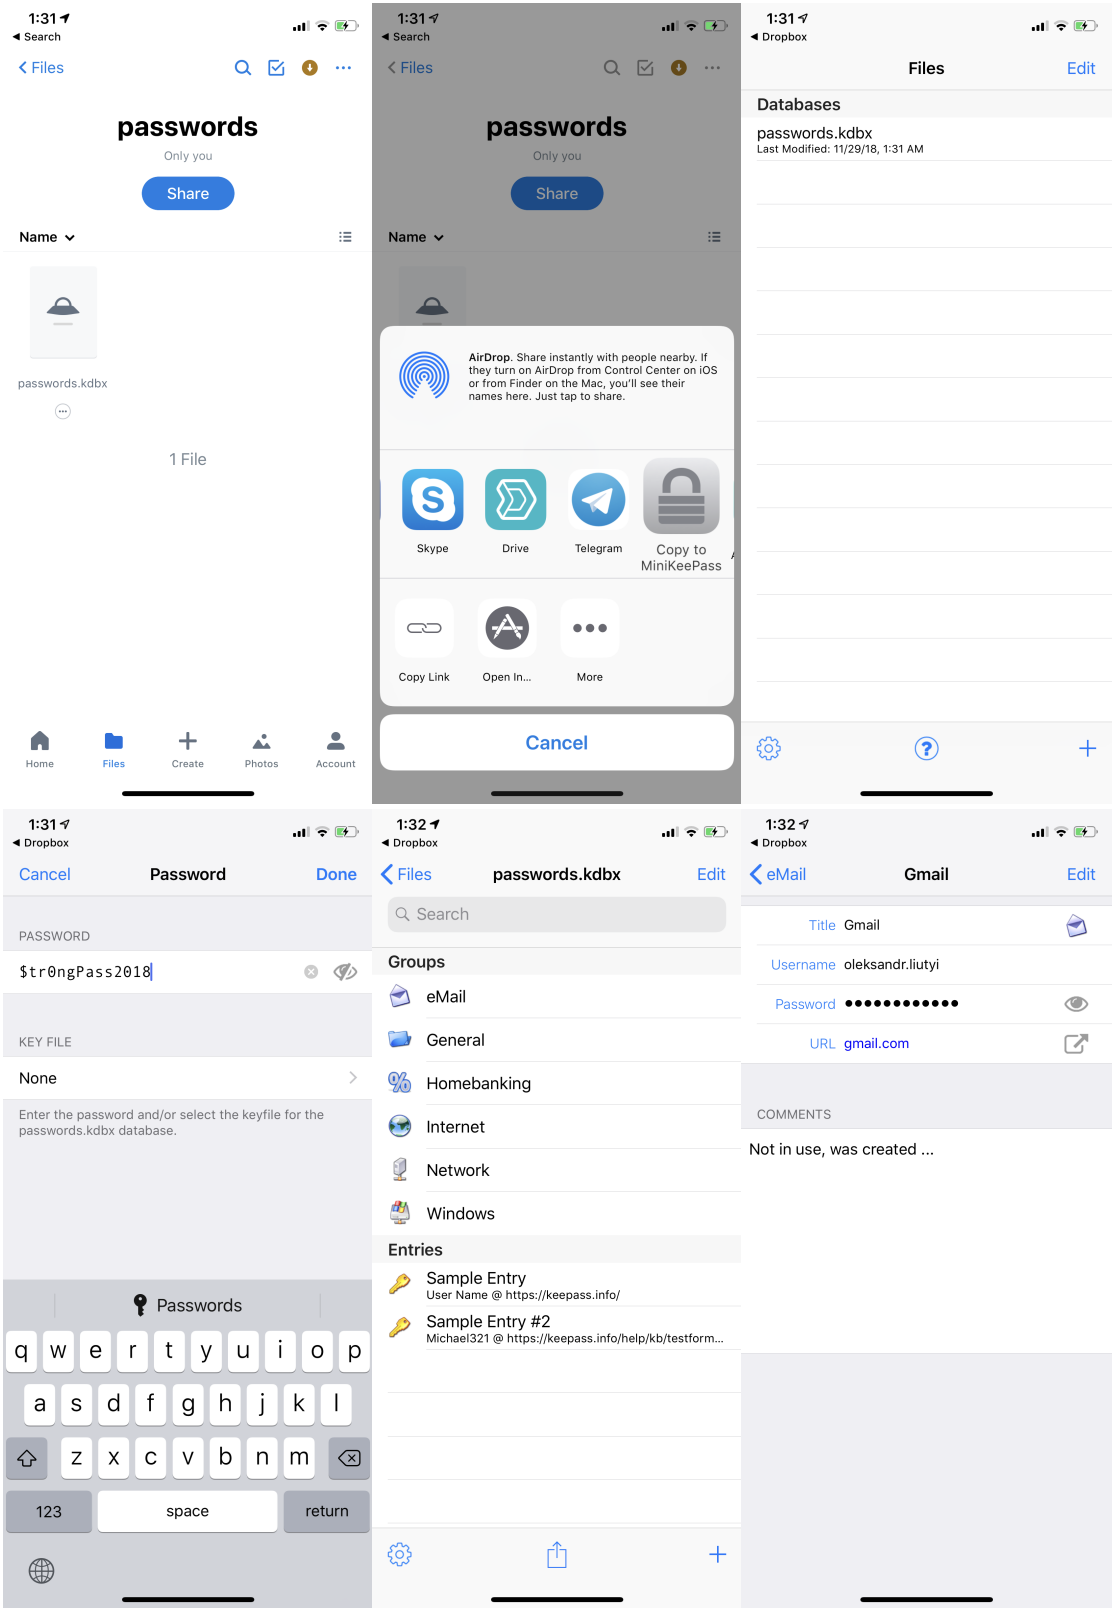 1:31
Search
Files
passwords
Only you
Share
Name
passwords.kdbx
1 File
Home
Files
Create
Photos
Account
1:31
Search
Files
passwords
Only you
Share
Name
AirDrop. Share instantly with people nearby. If
they turn on AirDrop from Control Center on iOS
or from Finder on the Mac, you'll see their
names here. Just tap to share.
Skype
Drive
Telegram
Copy to
MiniKeePass
Copy Link
Open In...
More
Cancel
1:31
Dropbox
Files
Edit
Databases
passwords.kdbx
Last Modified: 11/29/18, 1:31 AM
1:31
Dropbox
Cancel
Password
Done
PASSWORD
$tr0ngPass2018
KEY FILE
None
Enter the password and/or select the keyfile for the
passwords.kdbx database.
Passwords
q w e r t y u i o p
a s d f g h j k l
z x c v b n m
123
space
return
1:32
Dropbox
Files
passwords.kdbx
Edit
Search
Groups
eMail
General
Homebanking
Internet
Network
Windows
Entries
Sample Entry
User Name @ https://keepass.info/
Sample Entry #2
Michael321 @ https://keepass.info/help/kb/testform...
1:32
Dropbox
eMail
Gmail
Edit
Title Gmail
Username oleksandr.liutyi
Password ●●●●●●●●●●●●
URL gmail.com
COMMENTS
Not in use, was created ...